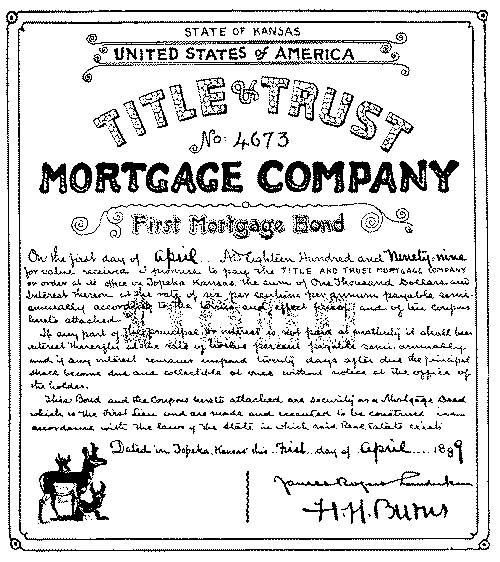 STATE OF KANSAS
UNITED STATES OF AMERICA
TITLE & TRUST
No: 4673
MORTGAGE COMPANY
First Mortgage Bond
On the first day of April AD Eighteen Hundred and Ninety-nine
for value received I promise to pay the TITLE AND TRUST MORTGAGE COMPANY
or order at its office in Topeka Kansas the sum of One Thousand Dollars and
Interest thereon at the rate of six per centum per annum payable semi-
annually according to the and effect and of ten coupons
hereto attached.
If any part of the principal or interest is not paid at maturity it shall bear
interest thereafter at the rate of twelve percent payable semi-annually
and if any interest remains unpaid twenty days after due the principal
shall become due and collectible at once without notice at the office of
the holder.
This Bond and the Coupons hereto attached are security on a Mortgage Deed
which is the First Lien and are made and executed to be construed in
accordance with the laws of the State in which said Real Estate exists
Dated in Topeka, Kansas this First day of April 1889
James Rogers
H.H. Burns